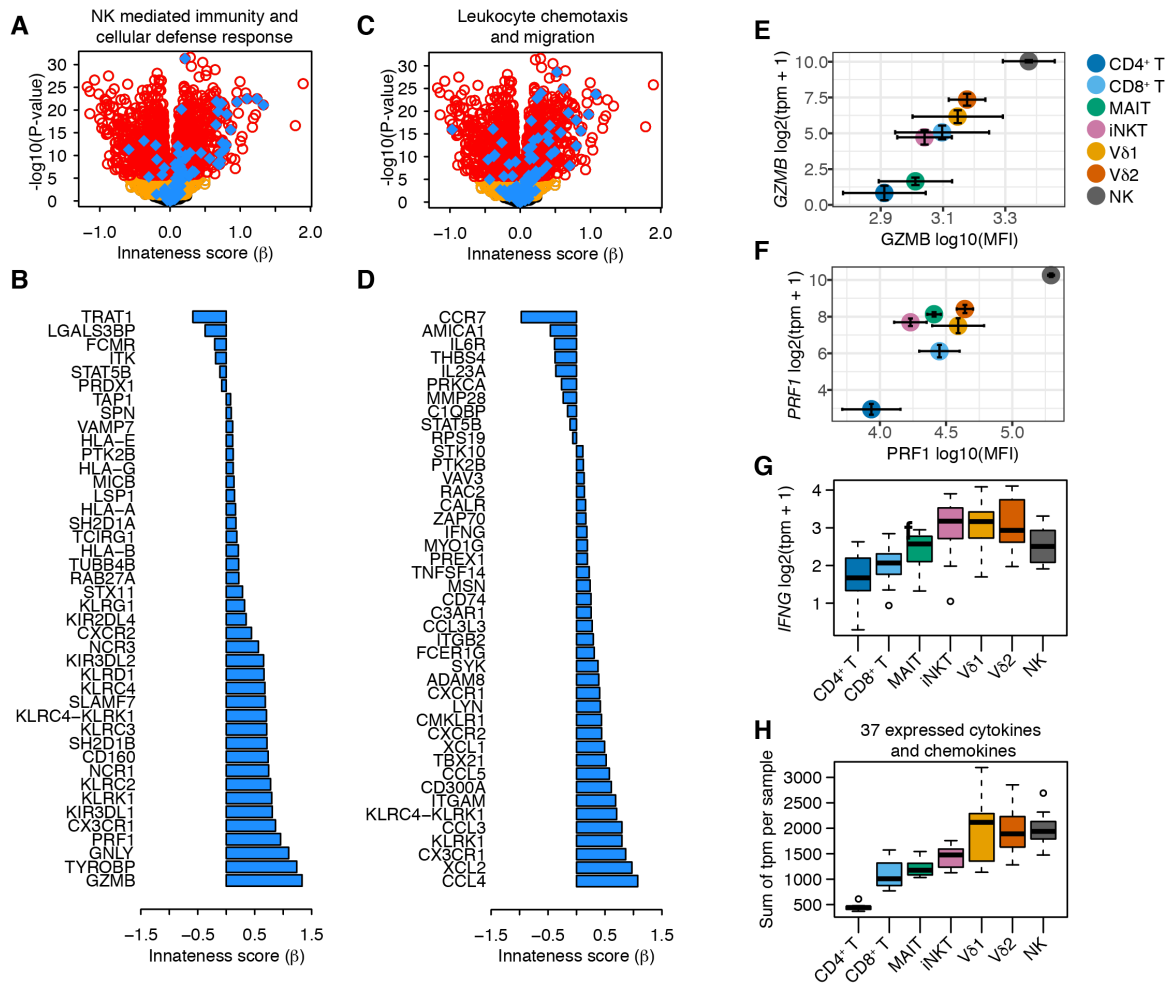 A
NK mediated immunity and
cellular defense response
-log10(P-value)
30
25
20
15
10
5
0
−1.0
0.0
1.0
2.0
Innateness score (β)
C
Leukocyte chemotaxis
and migration
-log10(P-value)
30
25
20
15
10
5
0
−1.0
0.0
1.0
2.0
Innateness score (β)
B
TRAT1
LGALS3BP
FCMR
ITK
STAT5B
PRDX1
TAP1
SPN
VAMP7
HLA−E
PTK2B
HLA−G
MICB
LSP1
HLA−A
SH2D1A
TCIRG1
HLA−B
TUBB4B
RAB27A
STX11
KLRG1
KIR2DL4
CXCR2
NCR3
KIR3DL2
KLRD1
KLRC4
SLAMF7
KLRC4−KLRK1
KLRC3
SH2D1B
CD160
NCR1
KLRC2
KLRK1
KIR3DL1
CX3CR1
PRF1
GNLY
TYROBP
GZMB
−1.5
−0.5
0.5
1.5
Innateness score (β)
D
CCR7
AMICA1
IL6R
THBS4
IL23A
PRKCA
MMP28
C1QBP
STAT5B
RPS19
STK10
PTK2B
VAV3
RAC2
CALR
ZAP70
IFNG
MYO1G
PREX1
TNFSF14
MSN
CD74
C3AR1
CCL3L3
ITGB2
FCER1G
SYK
ADAM8
CXCR1
LYN
CMKLR1
CXCR2
XCL1
TBX21
CCL5
CD300A
ITGAM
KLRC4−KLRK1
CCL3
KLRK1
CX3CR1
XCL2
CCL4
−1.5
−0.5
0.5
1.5
Innateness score (β)
E
GZMB log2(tpm + 1)
10.0
7.5
5.0
2.5
0.0
2.9
3.1
3.3
GZMB log10(MFI)
CD4⁺ T
CD8⁺ T
MAIT
iNKT
Vδ1
Vδ2
NK
F
PRF1 log2(tpm + 1)
10
8
6
4
4.0
4.5
5.0
PRF1 log10(MFI)
G
IFNG log2(tpm + 1)
4
3
2
1
f
CD4⁺ T
CD8⁺ T
MAIT
iNKT
Vδ1
Vδ2
NK
H
37 expressed cytokines
and chemokines
Sum of tpm per sample
3000
2500
2000
1500
1000
500
CD4⁺ T
CD8⁺ T
MAIT
iNKT
Vδ1
Vδ2
NK